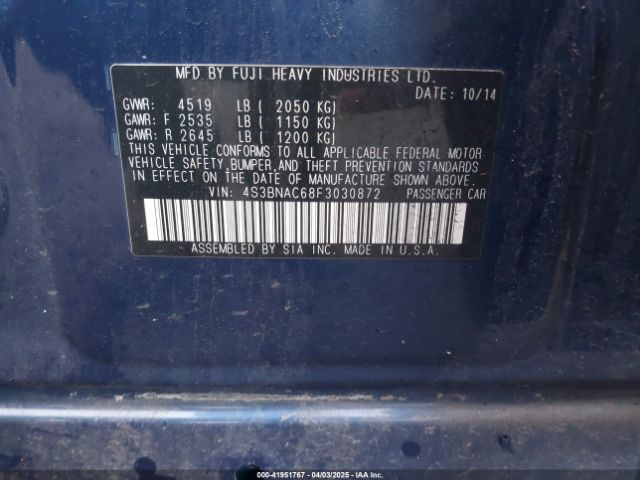 MFD BY FUJI HEAVY INDUSTRIES LTD.
DATE: 10/14
GVWR: 4519 LB ( 2050 KG)
GAWR: F 2535 LB ( 1150 KG)
GAWR: R 2645 LB ( 1200 KG)
THIS VEHICLE CONFORMS TO ALL APPLICABLE FEDERAL MOTOR
VEHICLE SAFETY, BUMPER, AND THEFT PREVENTION STANDARDS
IN EFFECT ON THE DATE OF MANUFACTURE SHOWN ABOVE.
VIN: 4S3BNAC68F3030872 PASSENGER CAR
ASSEMBLED BY SIA INC. MADE IN U.S.A.
000-41951767 - 04/03/2025 - IAAI Inc.